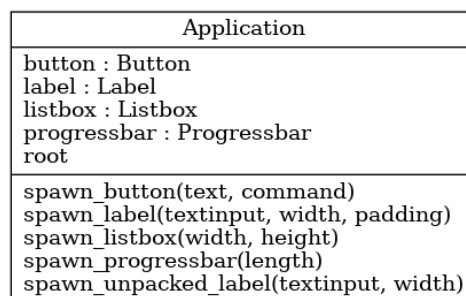 Application
button : Button
label : Label
listbox : Listbox
progressbar : Progressbar
root
spawn_button(text, command)
spawn_label(textinput, width, padding)
spawn_listbox(width, height)
spawn_progressbar(length)
spawn_unpacked_label(textinput, width)